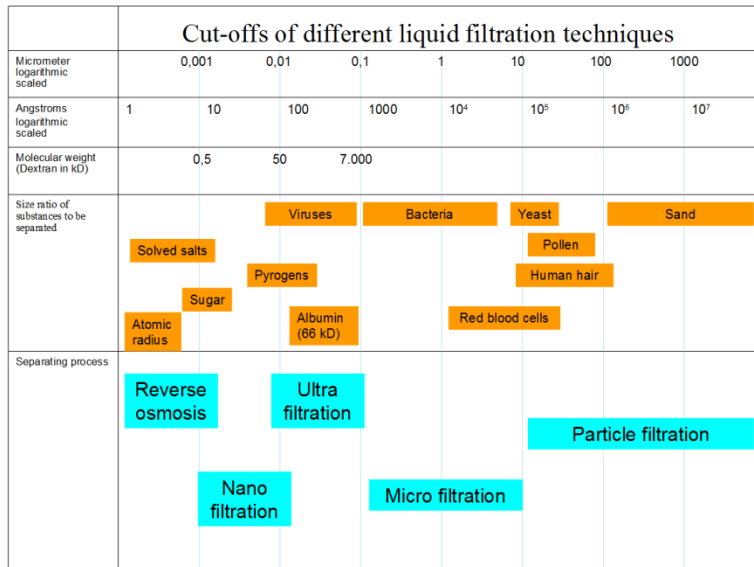 Cut-offs of different liquid filtration techniques
Micrometer
logarithmic
scaled
0,001 0,01 0,1 1 10 100 1000
Angstroms
logarithmic
scaled
1 10 100 1000 10⁴ 10⁵ 10⁶ 10⁷
Molecular weight
(Dextran in kD)
0,5 50 7.000
Size ratio of
substances to be
separated
Viruses Bacteria Yeast Sand
Solved salts
Pollen
Pyrogens
Human hair
Sugar
Albumin
(66 kD)
Red blood cells
Atomic
radius
Separating process
Reverse
osmosis
Ultra
filtration
Particle filtration
Nano
filtration
Micro filtration